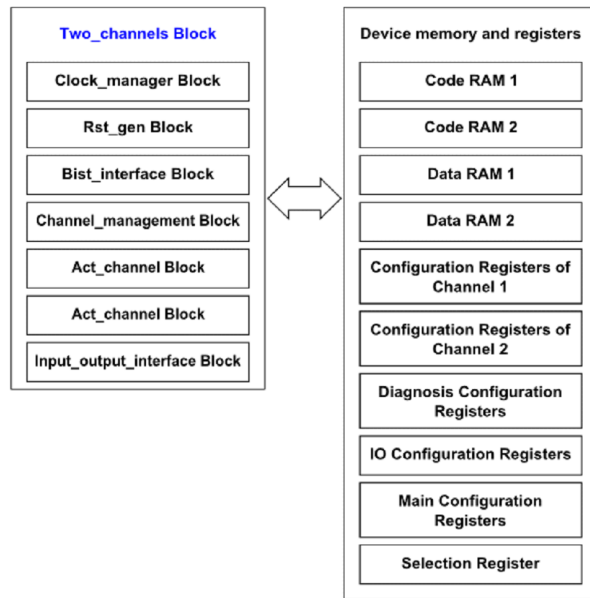 Two_channels Block
Clock_manager Block
Rst_gen Block
Bist_interface Block
Channel_management Block
Act_channel Block
Act_channel Block
Input_output_interface Block
Device memory and registers
Code RAM 1
Code RAM 2
Data RAM 1
Data RAM 2
Configuration Registers of
Channel 1
Configuration Registers of
Channel 2
Diagnosis Configuration
Registers
IO Configuration Registers
Main Configuration
Registers
Selection Register